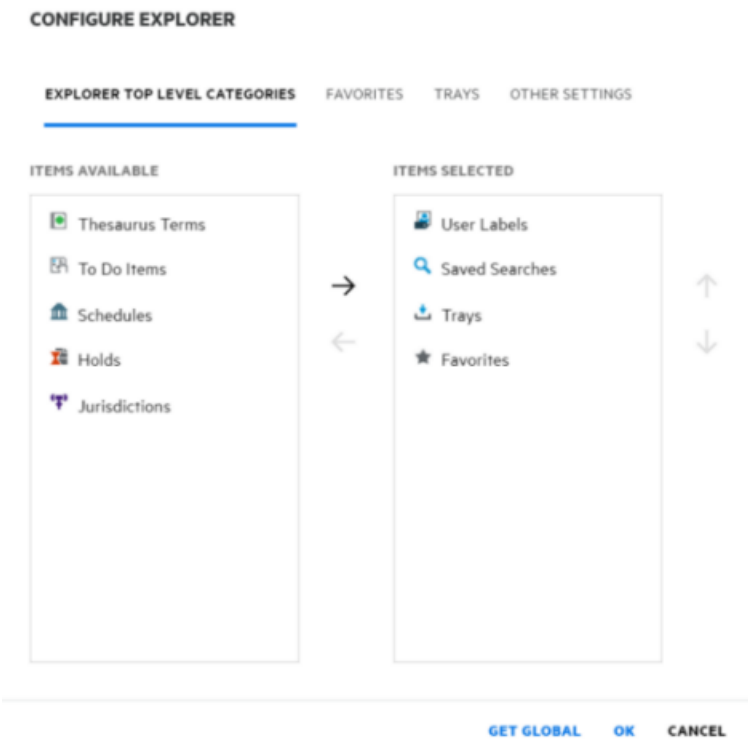 CONFIGURE EXPLORER
EXPLORER TOP LEVEL CATEGORIES FAVORITES TRAYS OTHER SETTINGS
ITEMS AVAILABLE
Thesaurus Terms
To Do Items
Schedules
Holds
Jurisdictions
ITEMS SELECTED
User Labels
Saved Searches
Trays
Favorites
GET GLOBAL OK CANCEL